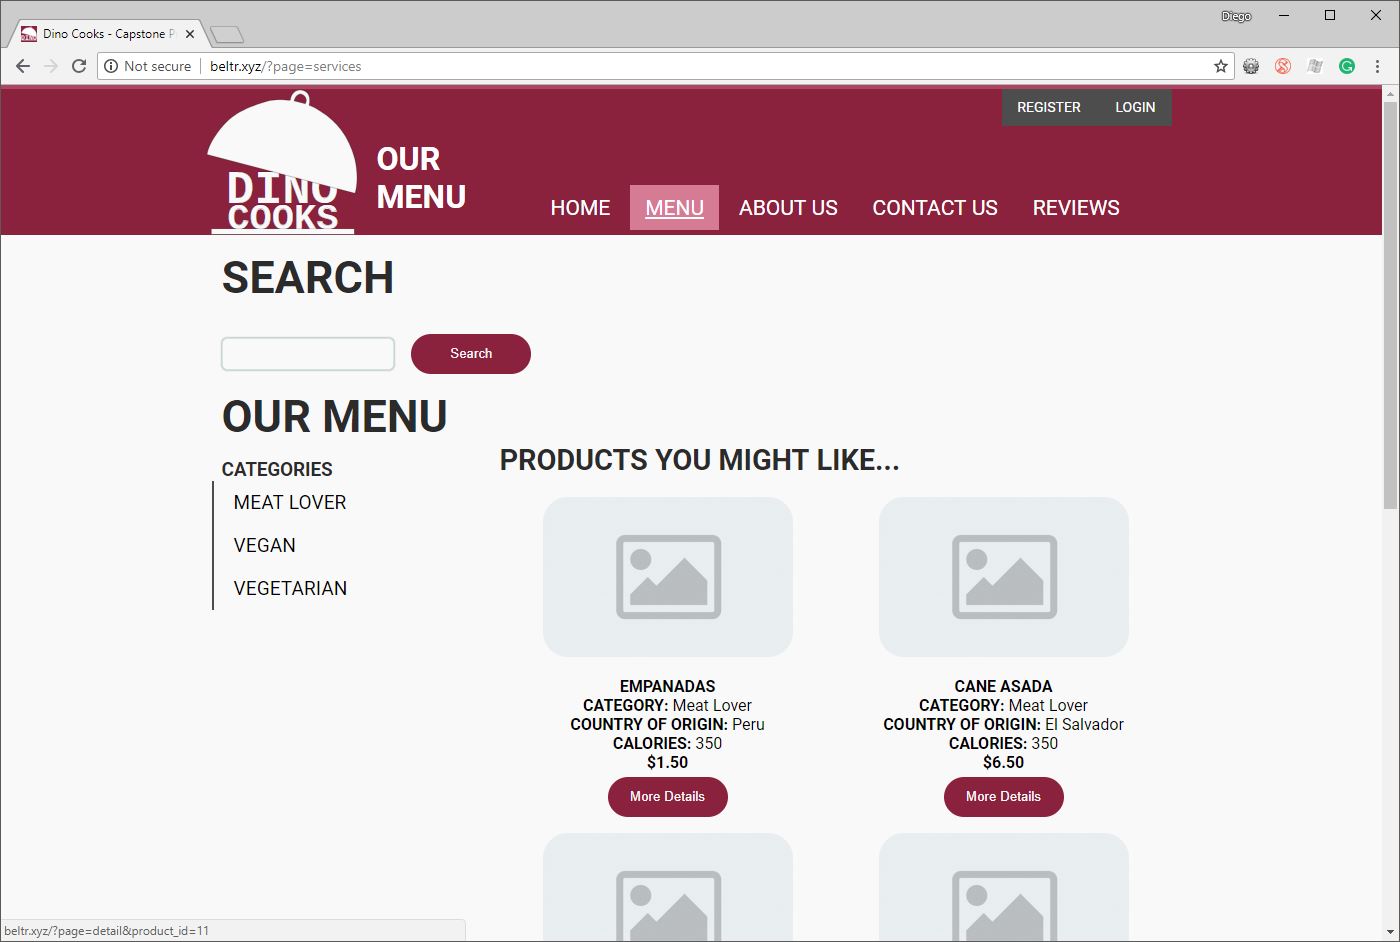 Diego
Dino Cooks - Capstone P
Not secure
beltr.xyz/?page=services
REGISTER
LOGIN
DINO
COOKS
OUR
MENU
HOME
MENU
ABOUT US
CONTACT US
REVIEWS
SEARCH
Search
OUR MENU
CATEGORIES
MEAT LOVER
VEGAN
VEGETARIAN
PRODUCTS YOU MIGHT LIKE...
EMPANADAS
CATEGORY: Meat Lover
COUNTRY OF ORIGIN: Peru
CALORIES: 350
$1.50
More Details
CANE ASADA
CATEGORY: Meat Lover
COUNTRY OF ORIGIN: El Salvador
CALORIES: 350
$6.50
More Details
beltr.xyz/?page=detail&product_id=11